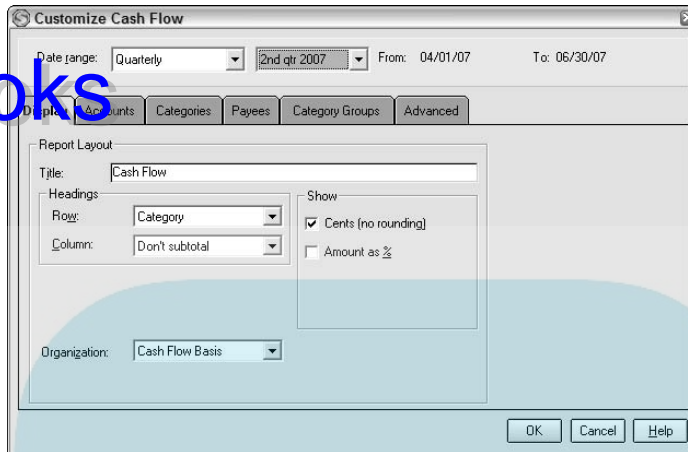 Customize Cash Flow
Date range: Quarterly 2nd qtr 2007 From: 04/01/07 To: 06/30/07
oks
Display Accounts Categories Payees Category Groups Advanced
Report Layout
Title: Cash Flow
Headings Show
Row: Category Cents (no rounding)
Column: Don't subtotal Amount as %
Organization: Cash Flow Basis
OK Cancel Help